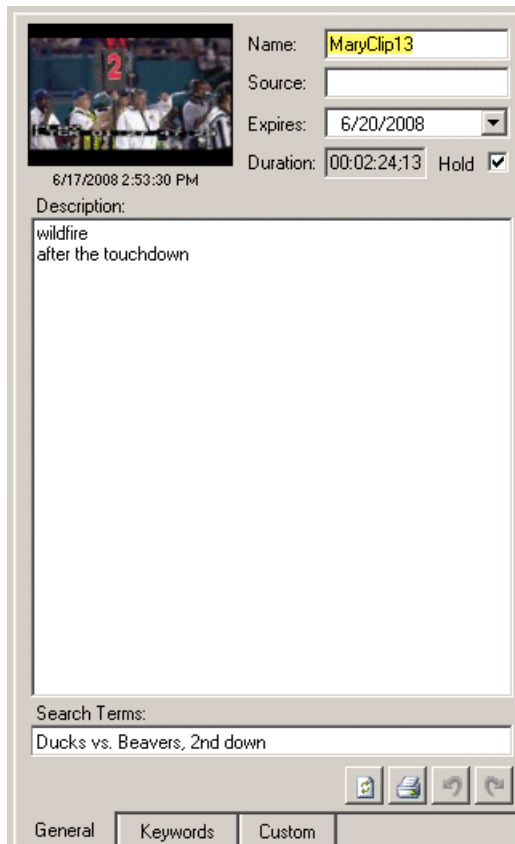 2
Name: MaryClip13
Source:
Expires: 6/20/2008
Duration: 00:02:24;13 Hold
6/17/2008 2:53:30 PM
Description:
wildfire
after the touchdown
Search Terms:
Ducks vs. Beavers, 2nd down
General Keywords Custom